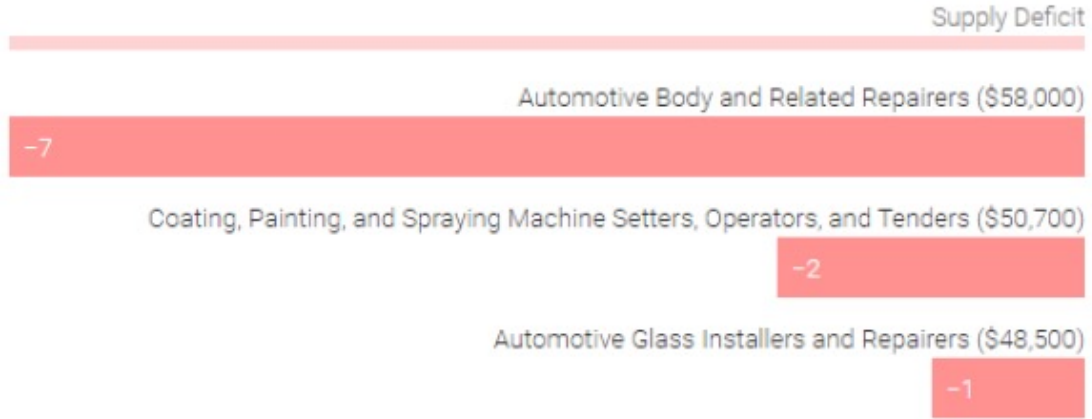 Supply Deficit
Automotive Body and Related Repairers ($58,000)
−7
Coating, Painting, and Spraying Machine Setters, Operators, and Tenders ($50,700)
−2
Automotive Glass Installers and Repairers ($48,500)
−1